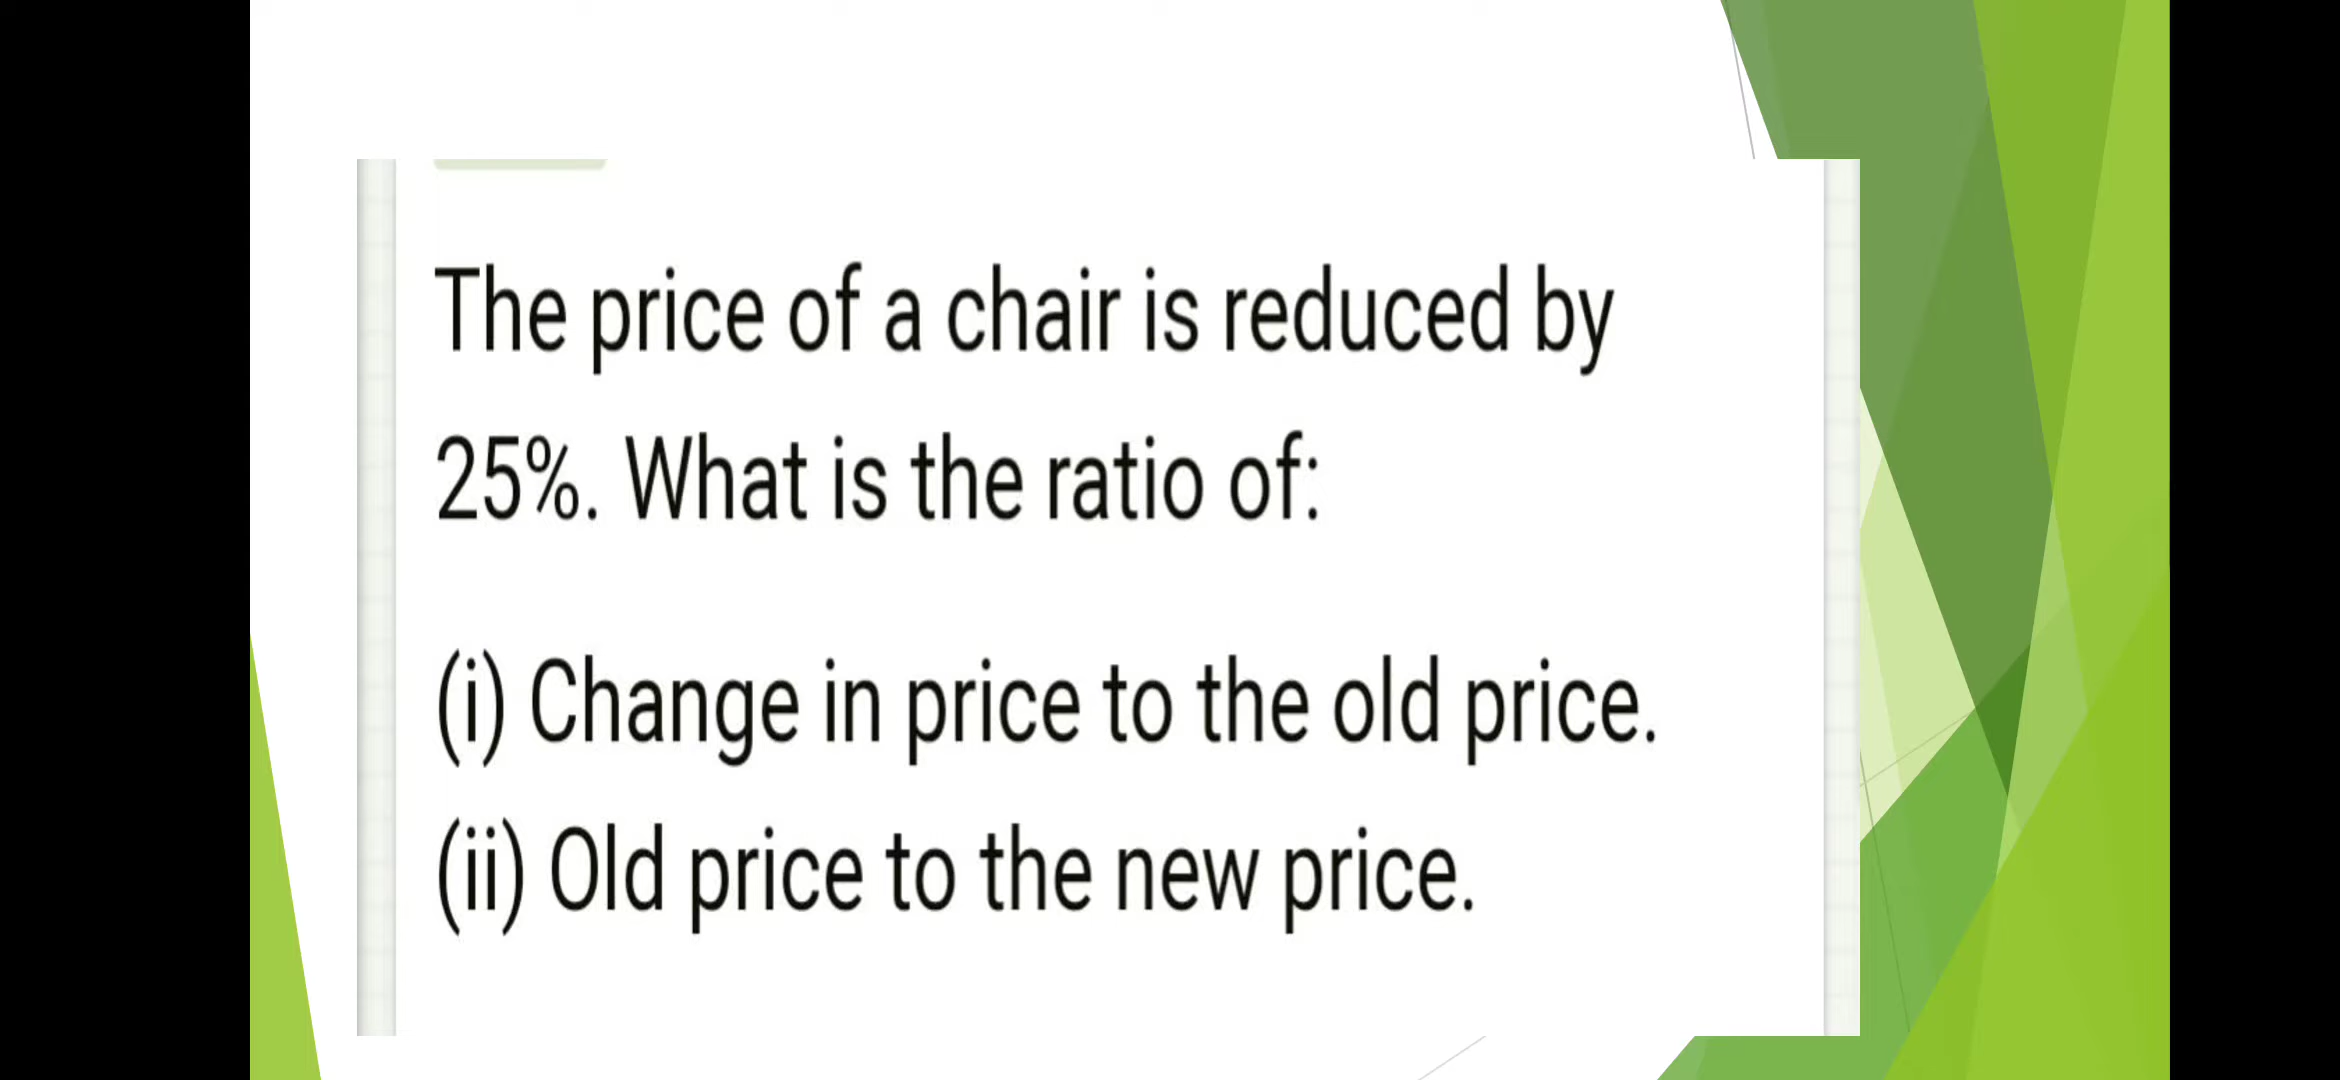 The price of a chair is reduced by
25%. What is the ratio of:
(i) Change in price to the old price.
(ii) Old price to the new price.